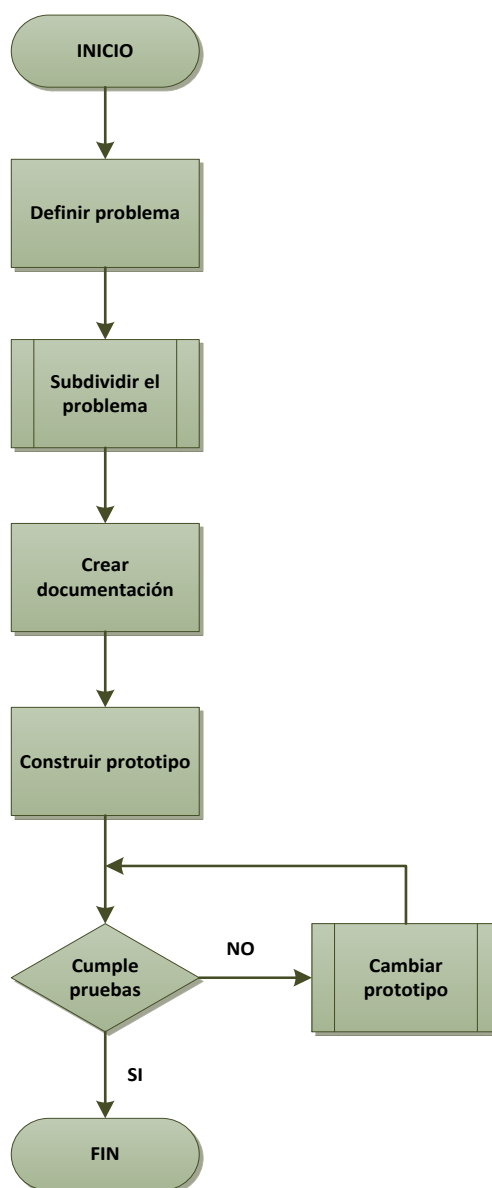 INICIO
Definir problema
Subdividir el
problema
Crear
documentación
Construir prototipo
Cumple
pruebas
NO
Cambiar
prototipo
SI
FIN